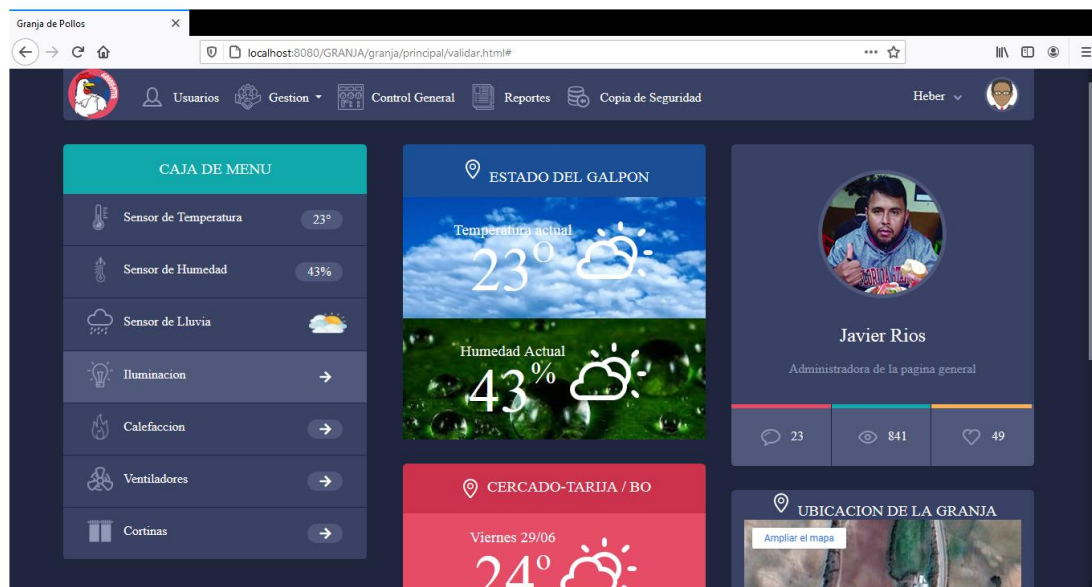 Granja de Pollos
localhost:8080/GRANJA/granja/principal/validar.html#
Usuarios Gestion Control General Reportes Copia de Seguridad Heber
CAJA DE MENU
Sensor de Temperatura 23°
Sensor de Humedad 43%
Sensor de Lluvia
Iluminacion
Calefaccion
Ventiladores
Cortinas
ESTADO DEL GALPON
Temperatura actual
23°
Humedad Actual
43%
CERCADO-TARIJA / BO
Viernes 29/06
24°
Javier Rios
Administradora de la pagina general
23 841 49
UBICACION DE LA GRANJA
Ampliar el mapa